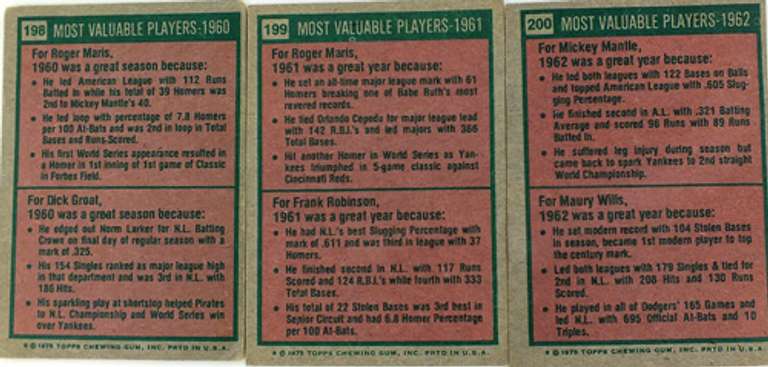 198 MOST VALUABLE PLAYERS-1960
For Roger Maris,
1960 was a great season because:
• He led American League with 112 Runs
Batted In while his total of 39 Homers was
2nd to Mickey Mantle's 40.
• He led loop with percentage of 7.8 Homers
per 100 At-Bats and was 2nd in loop in Total
Bases and Runs-Scored.
• His first World Series appearance resulted in
a Homer in 1st inning of 1st game of Classic
in Forbes Field.
For Dick Groat,
1960 was a great season because:
• He edged out Norm Larker for N.L. Batting
Crown on final day of regular season with a
mark of .325.
• His 154 Singles ranked as major league high
in that department and was 3rd in N.L. with
186 Hits.
• His sparkling play at shortstop helped Pirates
to N.L. Championship and World Series win
over Yankees.
* © 1975 TOPPS CHEWING GUM, INC. PRTD IN U.S.A.
199 MOST VALUABLE PLAYERS-1961
For Roger Maris,
1961 was a great year because:
• He set an all-time major league mark with 61
Homers breaking one of Babe Ruth's most
revered records.
• He tied Orlando Cepeda for major league lead
with 142 R.B.I.'s and led majors with 366
Total Bases.
• Hit another Homer in World Series as Yan-
kees triumphed in 5-game classic against
Cincinnati Reds.
For Frank Robinson,
1961 was a great year because:
• He had N.L.'s best Slugging Percentage with
mark of .611 and was third in league with 37
Homers.
• He finished second in N.L. with 117 Runs
Scored and 124 R.B.I.'s while fourth with 333
Total Bases.
• His total of 22 Stolen Bases was 3rd best in
Senior Circuit and had 6.8 Homer Percentage
per 100 At-Bats.
* © 1975 TOPPS CHEWING GUM, INC. PRTD IN U.S.A.
200 MOST VALUABLE PLAYERS-1962
For Mickey Mantle,
1962 was a great year because:
• He led both leagues with 122 Bases on Balls
and topped American League with .605 Slug-
ging Percentage.
• He finished second in A.L. with .321 Batting
Average and scored 96 Runs with 89 Runs
Batted In.
• He suffered leg injury during season but
came back to spark Yankees to 2nd straight
World Championship.
For Maury Wills,
1962 was a great year because:
• He set modern record with 104 Stolen Bases
in season, became 1st modern player to top
the century mark.
• Led both leagues with 179 Singles & tied for
2nd in N.L. with 208 Hits and 130 Runs
Scored.
• He played in all of Dodgers' 165 Games and
led N.L. with 695 Official At-Bats and 10
Triples.
* © 1975 TOPPS CHEWING GUM, INC. PRTD IN U.S.A.